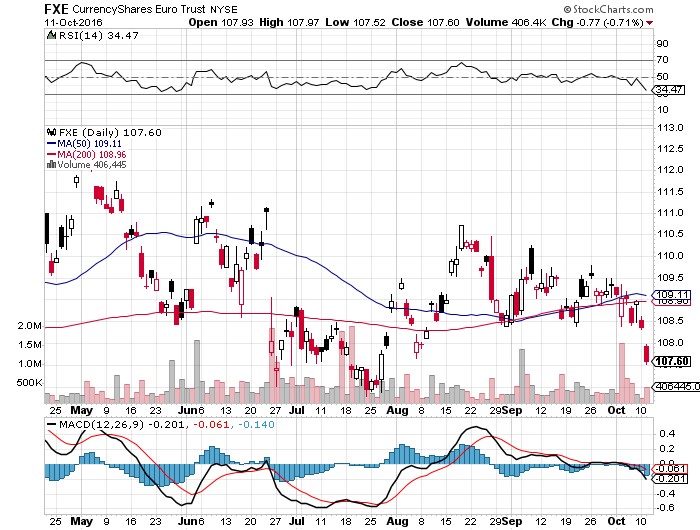 FXE CurrencyShares Euro Trust NYSE © StockCharts.com
11-Oct-2016 Open 107.93 High 107.97 Low 107.52 Close 107.60 Volume 406.4K Chg -0.77 (-0.71%)
RSI(14) 34.47
90
70
50
34.47
30
10
FXE (Daily) 107.60
MA(50) 109.11
MA(200) 108.96
Volume 406,445
113.0
112.5
112.0
111.5
111.0
110.5
110.0
109.5
109.11
108.96
108.5
108.0
107.60
406445.0
2.0M
1.5M
1.0M
500K
25 May 9 16 23 Jun 6 13 20 27 Jul 11 18 25 Aug 8 15 22 29 Sep 12 19 26 Oct 10
MACD(12,26,9) -0.201, -0.061, -0.140
0.4
0.2
0.0
-0.061
-0.201
-0.4
-0.6
25 May 9 16 23 Jun 6 13 20 27 Jul 11 18 25 Aug 8 15 22 29 Sep 12 19 26 Oct 10